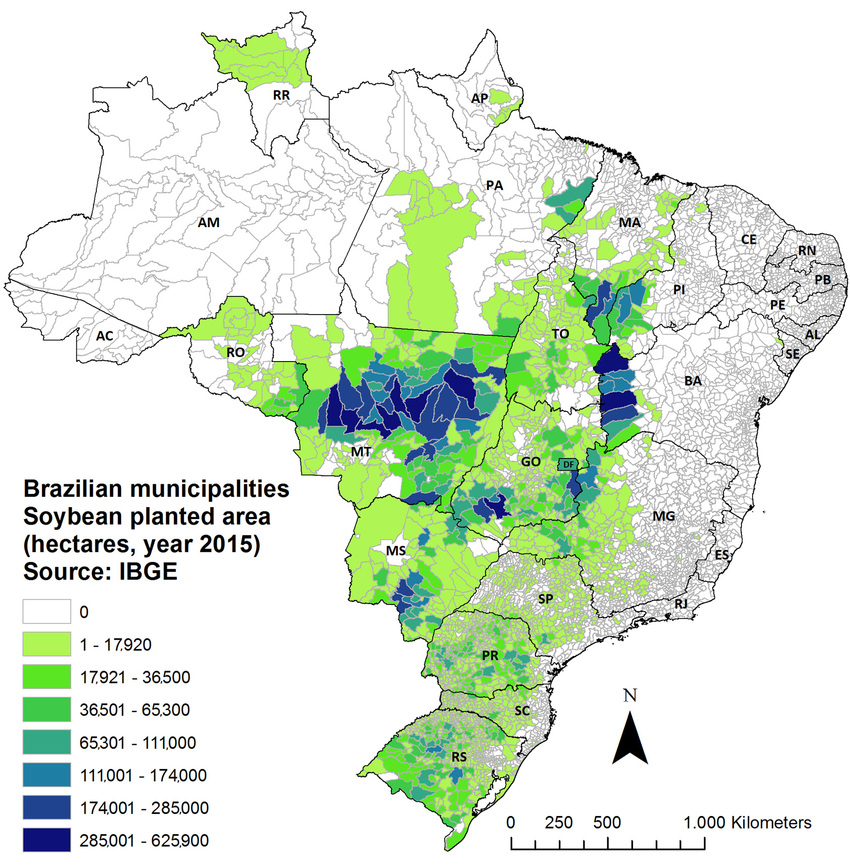 RR
AP
AM
PA
MA
CE
RN
PB
PI
PE
AC
RO
TO
AL
SE
BA
MT
GO
DF
MG
MS
ES
SP
RJ
PR
SC
RS
Brazilian municipalities
Soybean planted area
(hectares, year 2015)
Source: IBGE
0
1 - 17.920
17.921 - 36.500
36.501 - 65.300
65.301 - 111.000
111.001 - 174.000
174.001 - 285.000
285.001 - 625.900
N
0 250 500 1.000 Kilometers